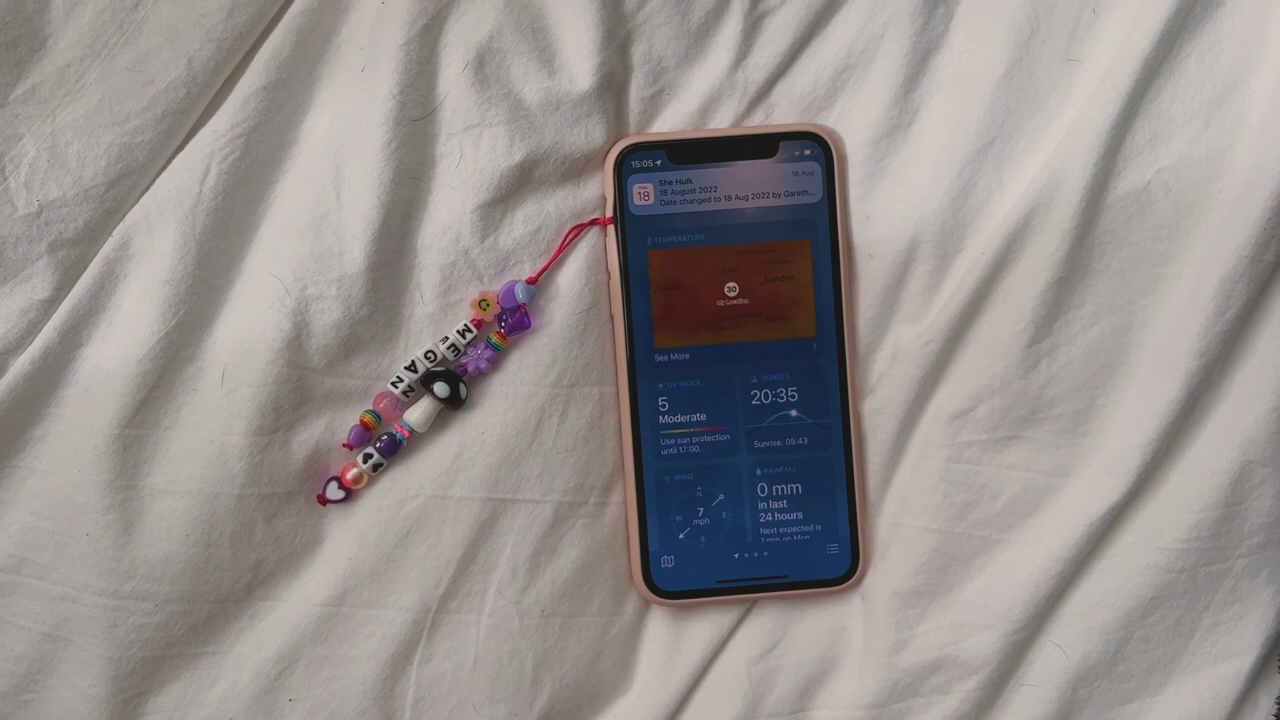 15:05
18 Aug
18
She Hulk
18 August 2022
Date changed to 18 Aug 2022 by Gareth...
TEMPERATURE
London
30
My Location
See More
UV INDEX
5
Moderate
Use sun protection
until 17:00.
SUNSET
20:35
Sunrise: 05:43
WIND
N
W
E
S
7
mph
RAINFALL
0 mm
in last
24 hours
Next expected is
1 mm on Mon
MEGAN